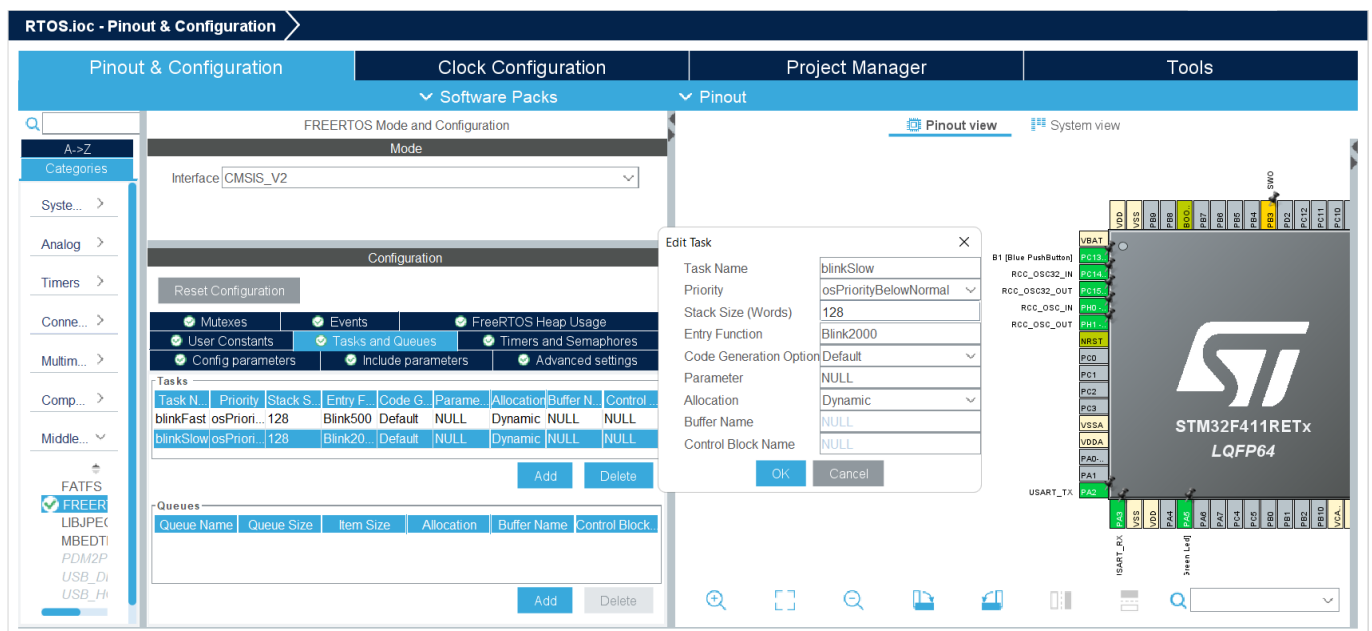 RTOS.ioc - Pinout & Configuration
Pinout & Configuration
Clock Configuration
Project Manager
Tools
Software Packs
Pinout
A->Z
Categories
Syste...
Analog
Timers
Conne...
Multim...
Comp...
Middle...
FATFS
FREER
LIBJPE
MBEDT
PDM2P
USB_D
USB_H
FREERTOS Mode and Configuration
Mode
Interface CMSIS_V2
Configuration
Reset Configuration
Mutexes Events FreeRTOS Heap Usage
User Constants Tasks and Queues Timers and Semaphores
Config parameters Include parameters Advanced settings
Tasks
Task N... Priority Stack S... Entry F... Code G... Parame... Allocation Buffer N... Control ...
blinkFast osPriori... 128 Blink500 Default NULL Dynamic NULL NULL
blinkSlow osPriori... 128 Blink20... Default NULL Dynamic NULL NULL
Add Delete
Queues
Queue Name Queue Size Item Size Allocation Buffer Name Control Block...
Add Delete
Edit Task
Task Name blinkSlow
Priority osPriorityBelowNormal
Stack Size (Words) 128
Entry Function Blink2000
Code Generation Option Default
Parameter NULL
Allocation Dynamic
Buffer Name NULL
Control Block Name NULL
OK Cancel
Pinout view System view
SWO
VDD VSS PB9 PB8 BOO.. PB7 PB6 PB5 PB4 PB3 PD2 PC12 PC11 PC10
VBAT
B1 [Blue PushButton] PC13..
RCC_OSC32_IN PC14..
RCC_OSC32_OUT PC15..
RCC_OSC_IN PH0 -..
RCC_OSC_OUT PH1 -..
NRST
PC0
PC1
PC2
PC3
VSSA
VDDA
PA0-..
PA1
USART_TX PA2
STM32F411RETx
LQFP64
PA3 VSS VDD PA4 PA5 PA6 PA7 PC4 PC5 PB0 PB1 PB2 PB10 VCA..
USART_RX
Green Led]